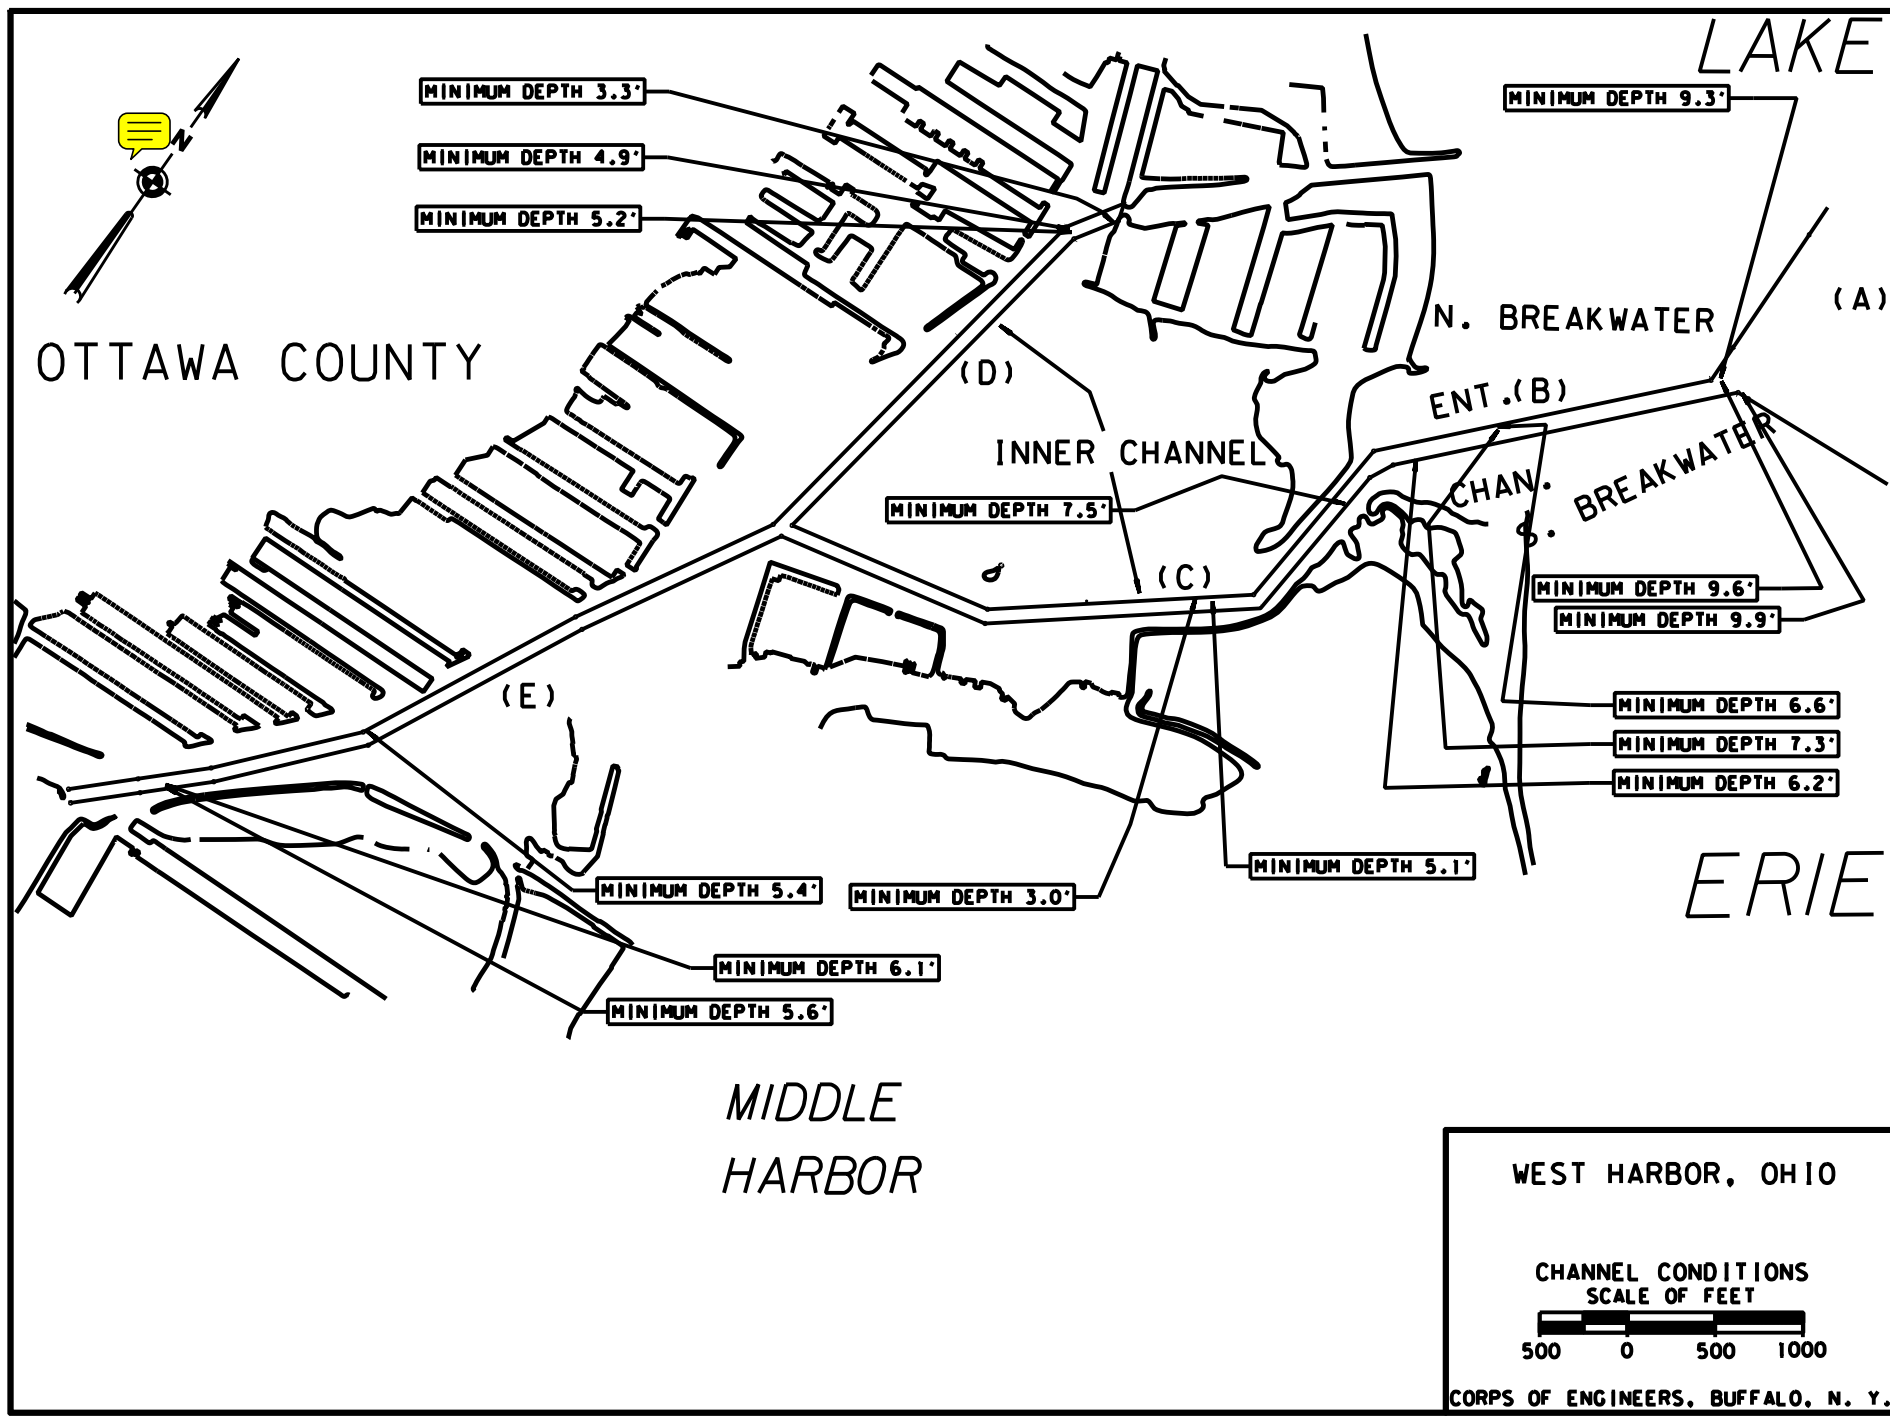 LAKE
MINIMUM DEPTH 3.3'
MINIMUM DEPTH 9.3'
N
MINIMUM DEPTH 4.9'
MINIMUM DEPTH 5.2'
(A)
N. BREAKWATER
OTTAWA COUNTY
(D)
ENT.(B)
INNER CHANNEL
CHAN.
S. BREAKWATER
MINIMUM DEPTH 7.5'
(C)
MINIMUM DEPTH 9.6'
MINIMUM DEPTH 9.9'
(E)
MINIMUM DEPTH 6.6'
MINIMUM DEPTH 7.3'
MINIMUM DEPTH 6.2'
MINIMUM DEPTH 5.1'
MINIMUM DEPTH 5.4'
MINIMUM DEPTH 3.0'
ERIE
MINIMUM DEPTH 6.1'
MINIMUM DEPTH 5.6'
MIDDLE
HARBOR
WEST HARBOR, OHIO
CHANNEL CONDITIONS
SCALE OF FEET
500 0 500 1000
CORPS OF ENGINEERS, BUFFALO, N. Y.